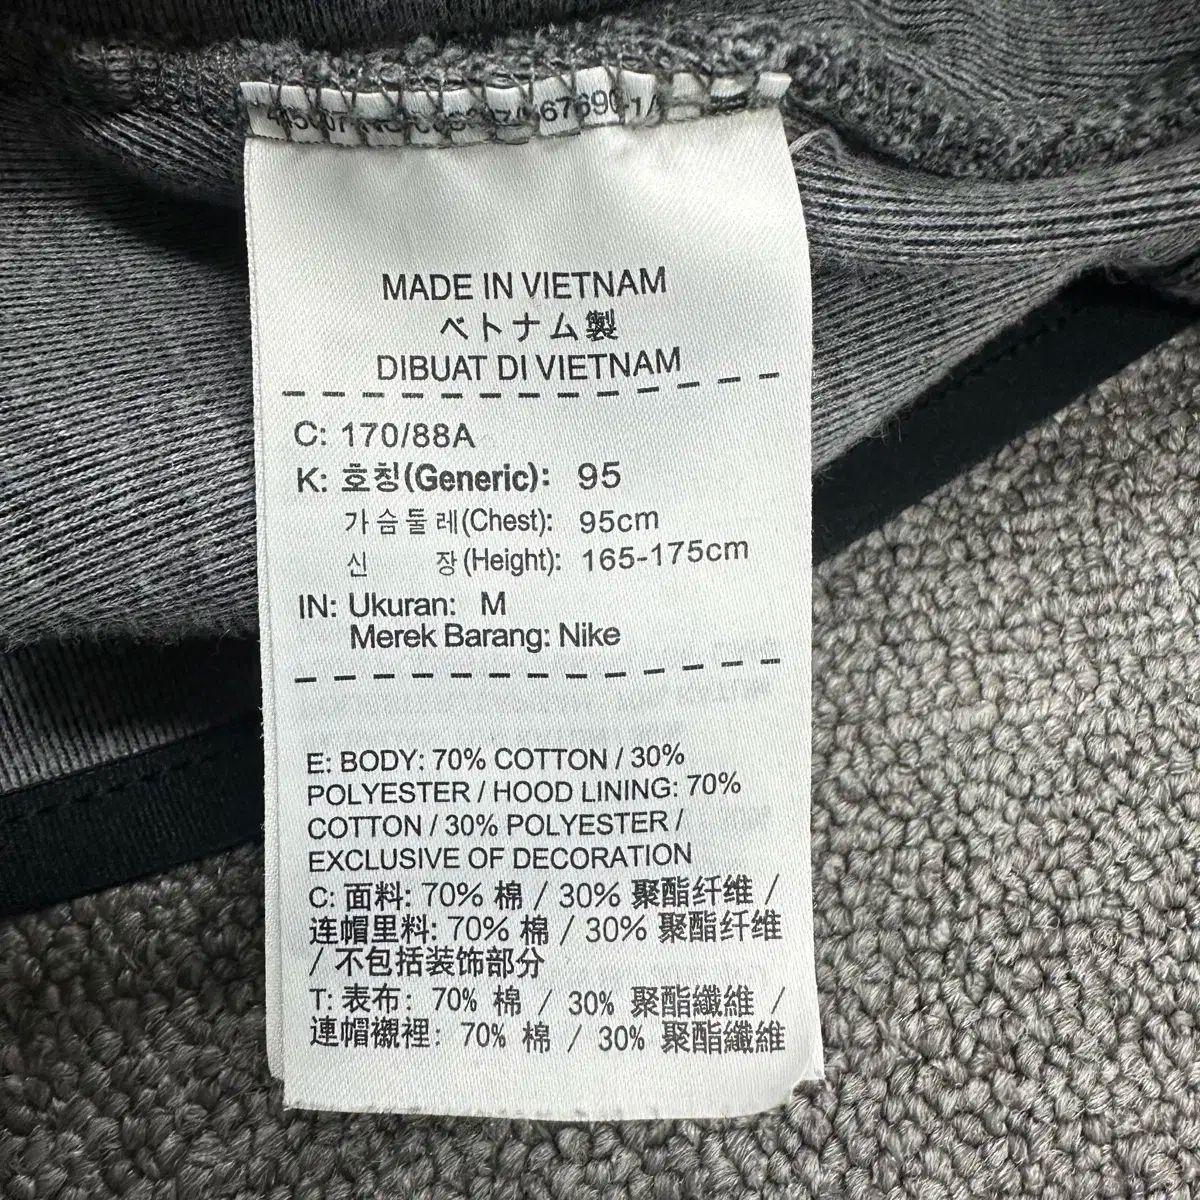 MADE IN VIETNAM
ベトナム製
DIBUAT DI VIETNAM
C: 170/88A
K: 호칭(Generic): 95
가슴둘레(Chest): 95cm
신 장(Height): 165-175cm
IN: Ukuran: M
Merek Barang: Nike
E: BODY: 70% COTTON / 30%
POLYESTER / HOOD LINING: 70%
COTTON / 30% POLYESTER /
EXCLUSIVE OF DECORATION
C: 面料: 70% 棉 / 30% 聚酯纤维 /
连帽里料: 70% 棉 / 30% 聚酯纤维
/ 不包括装饰部分
T: 表布: 70% 棉 / 30% 聚酯纖維 /
連帽襯裡: 70% 棉 / 30% 聚酯纖維